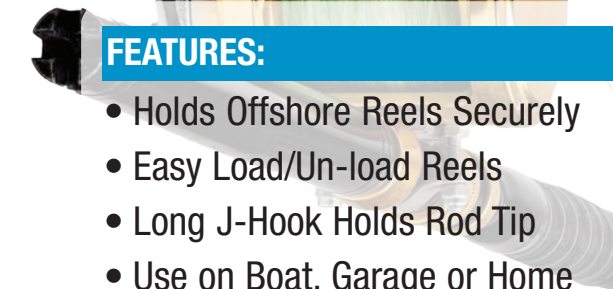 FEATURES:
• Holds Offshore Reels Securely
• Easy Load/Un-load Reels
• Long J-Hook Holds Rod Tip
• Use on Boat, Garage or Home